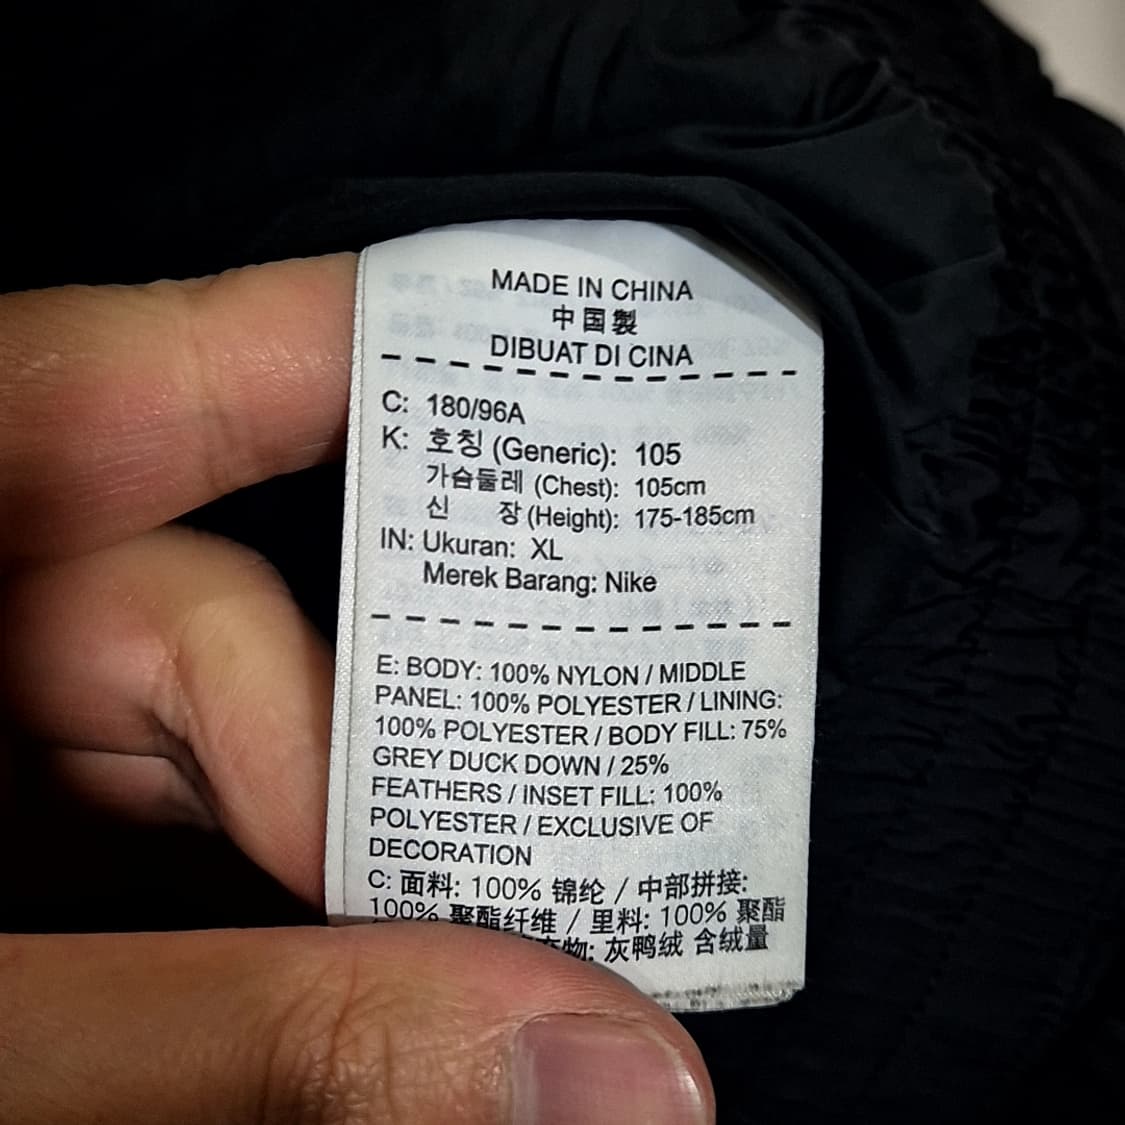 MADE IN CHINA
中国製
DIBUAT DI CINA
C: 180/96A
K: 호칭 (Generic): 105
가슴둘레 (Chest): 105cm
신 장 (Height): 175-185cm
IN: Ukuran: XL
Merek Barang: Nike
E: BODY: 100% NYLON / MIDDLE
PANEL: 100% POLYESTER / LINING:
100% POLYESTER / BODY FILL: 75%
GREY DUCK DOWN / 25%
FEATHERS / INSET FILL: 100%
POLYESTER / EXCLUSIVE OF
DECORATION
C: 面料: 100% 锦纶 / 中部拼接:
100% 聚酯纤维 / 里料: 100% 聚酯
物: 灰鸭绒 含绒量